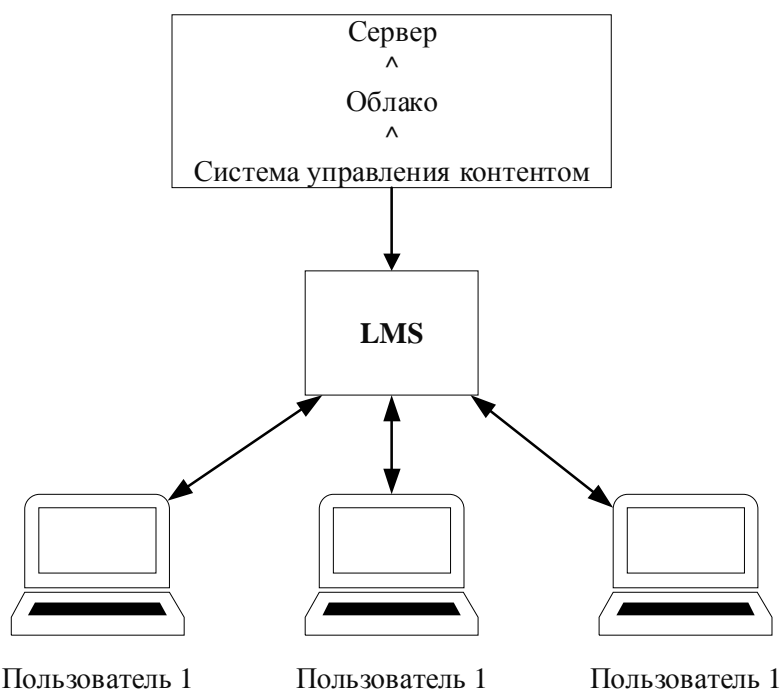 Сервер
^
Облако
^
Система управления контентом
LMS
Пользователь 1 Пользователь 1 Пользователь 1